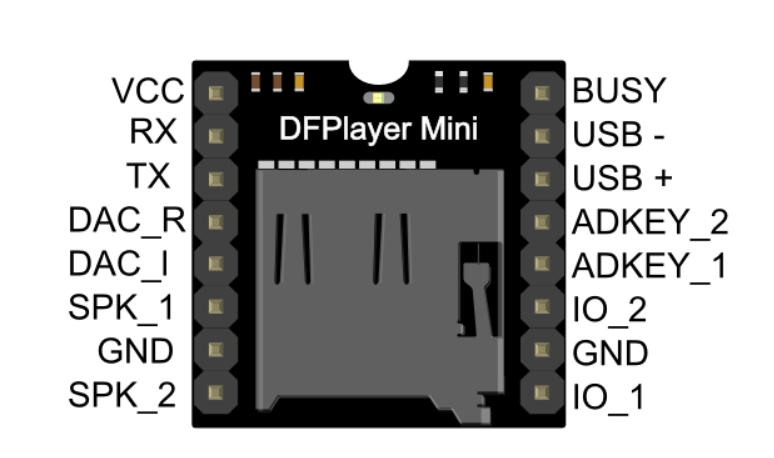 VCC
RX
TX
DAC_R
DAC_I
SPK_1
GND
SPK_2
DFPlayer Mini
BUSY
USB -
USB +
ADKEY_2
ADKEY_1
IO_2
GND
IO_1